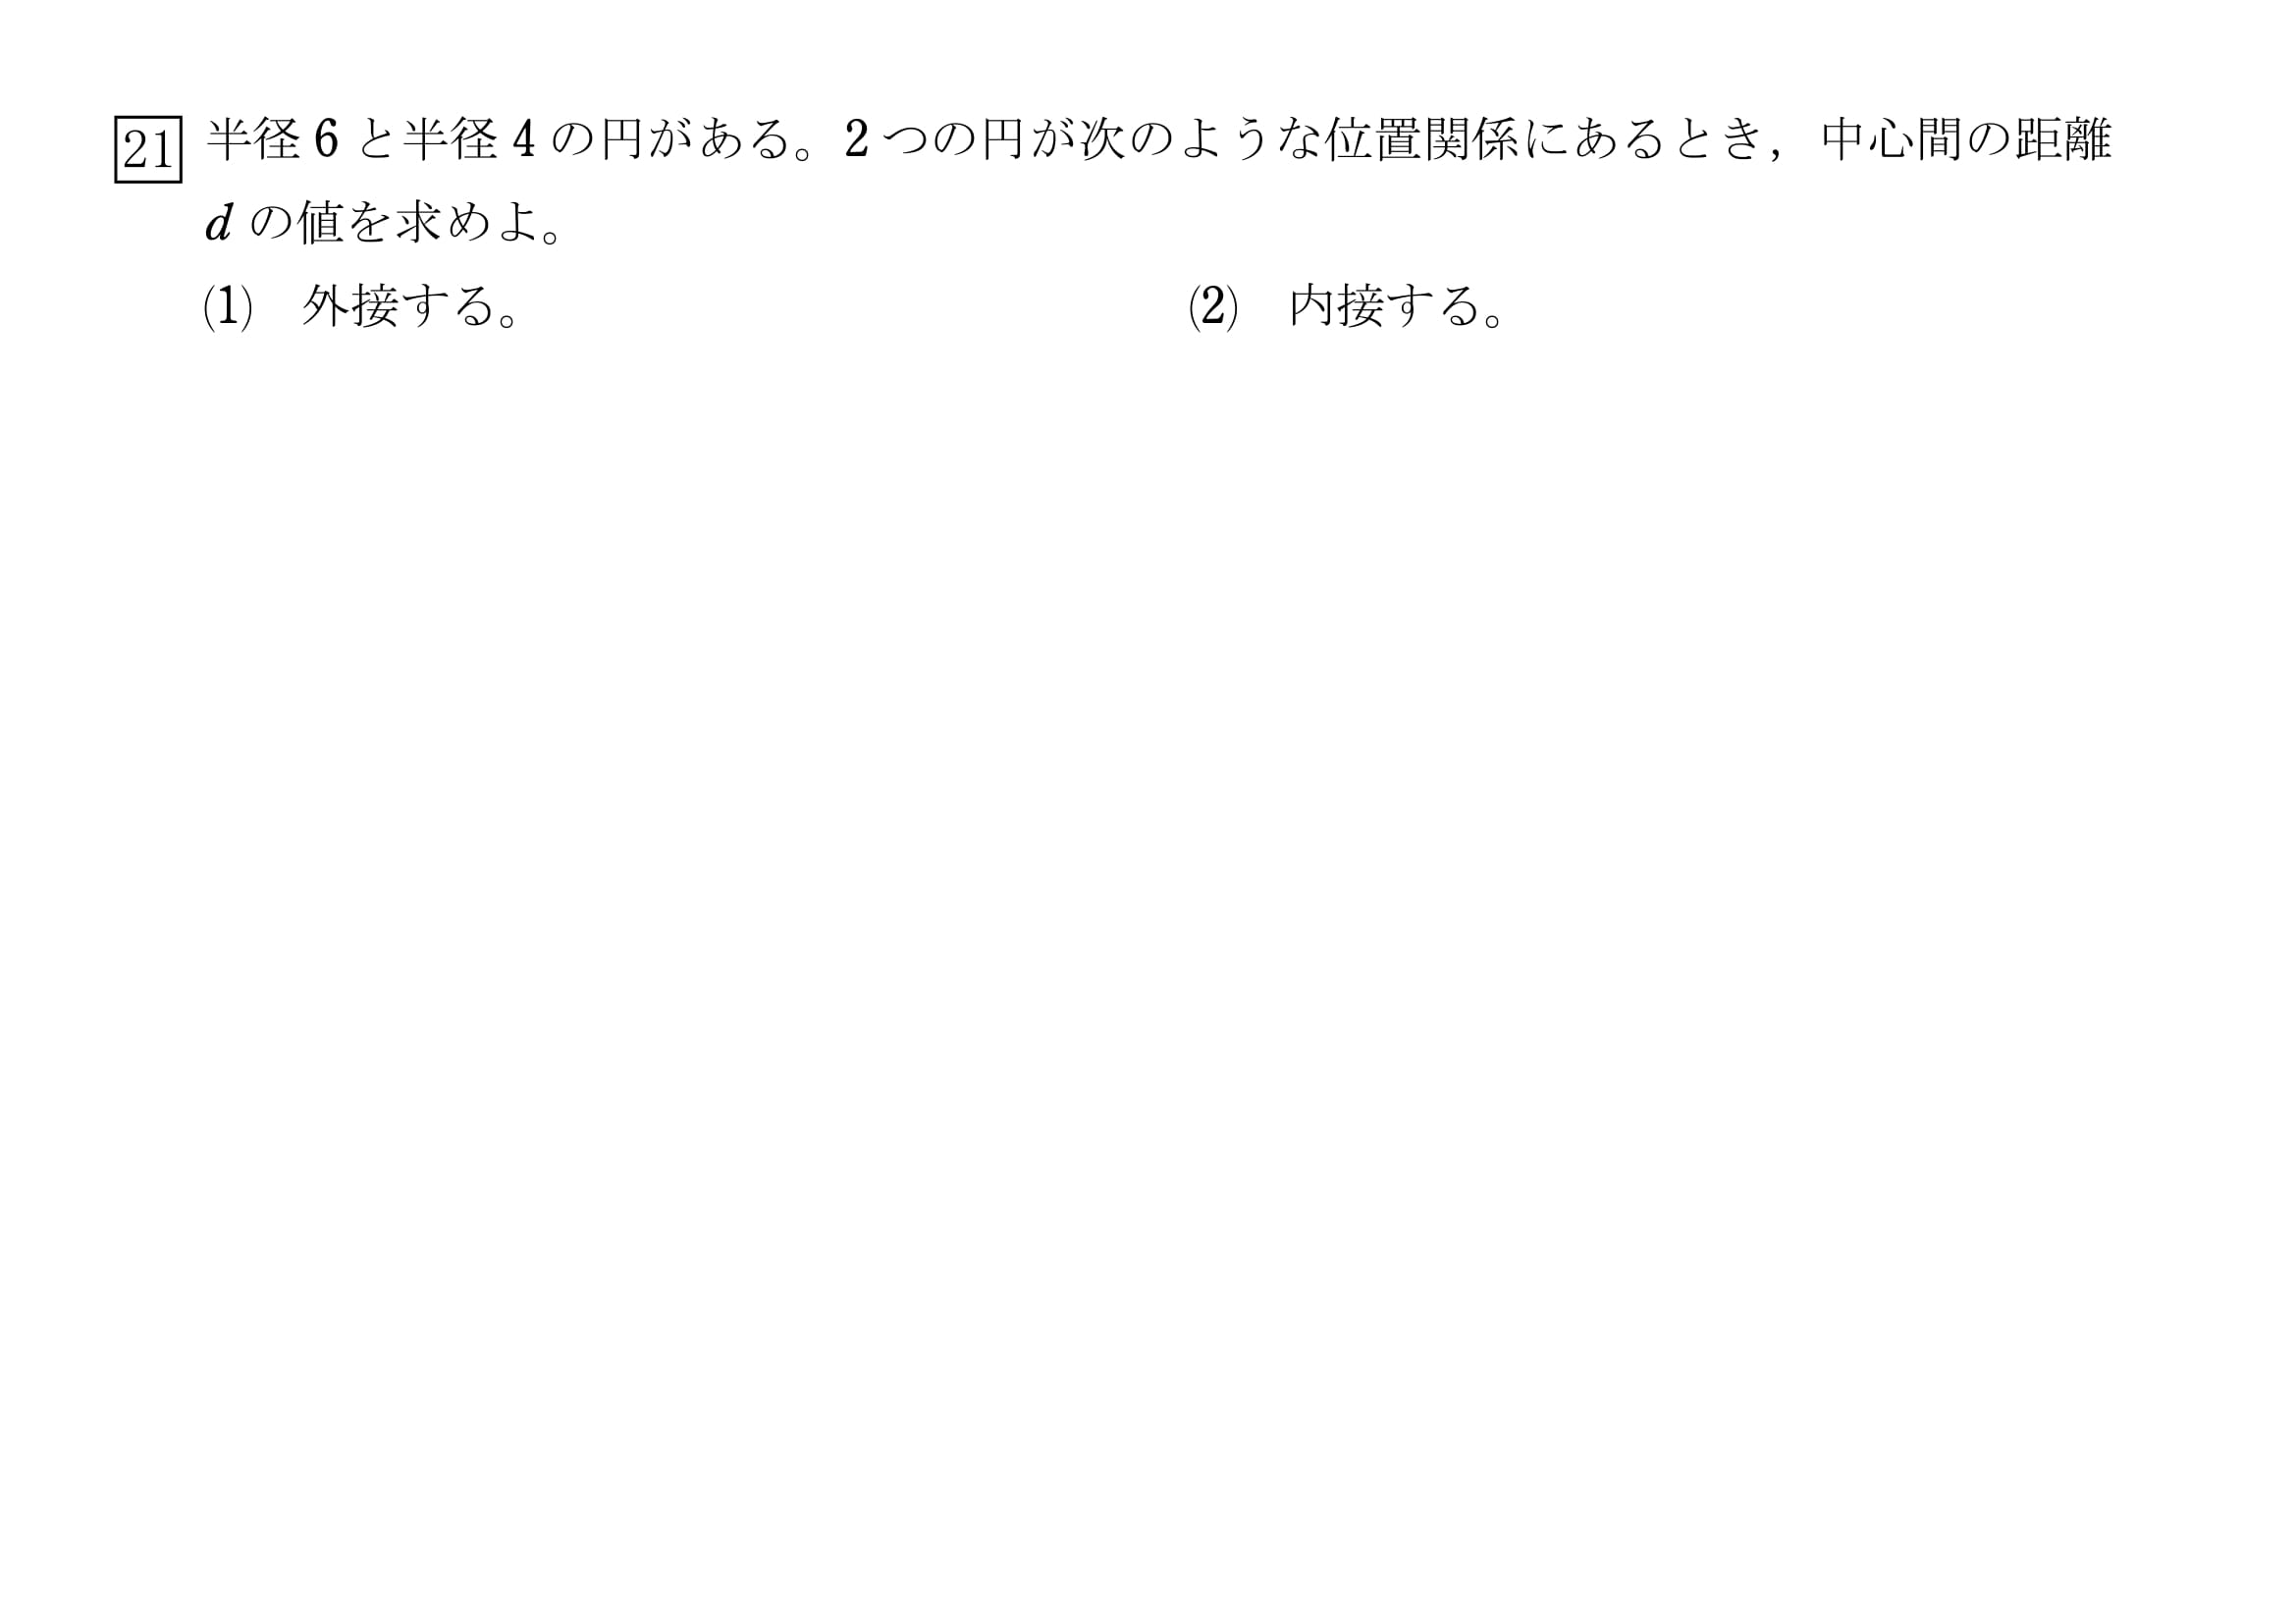 21 半径 6 と半径 4 の円がある。2 つの円が次のような位置関係にあるとき，中心間の距離
d の値を求めよ。
(1) 外接する。 (2) 内接する。